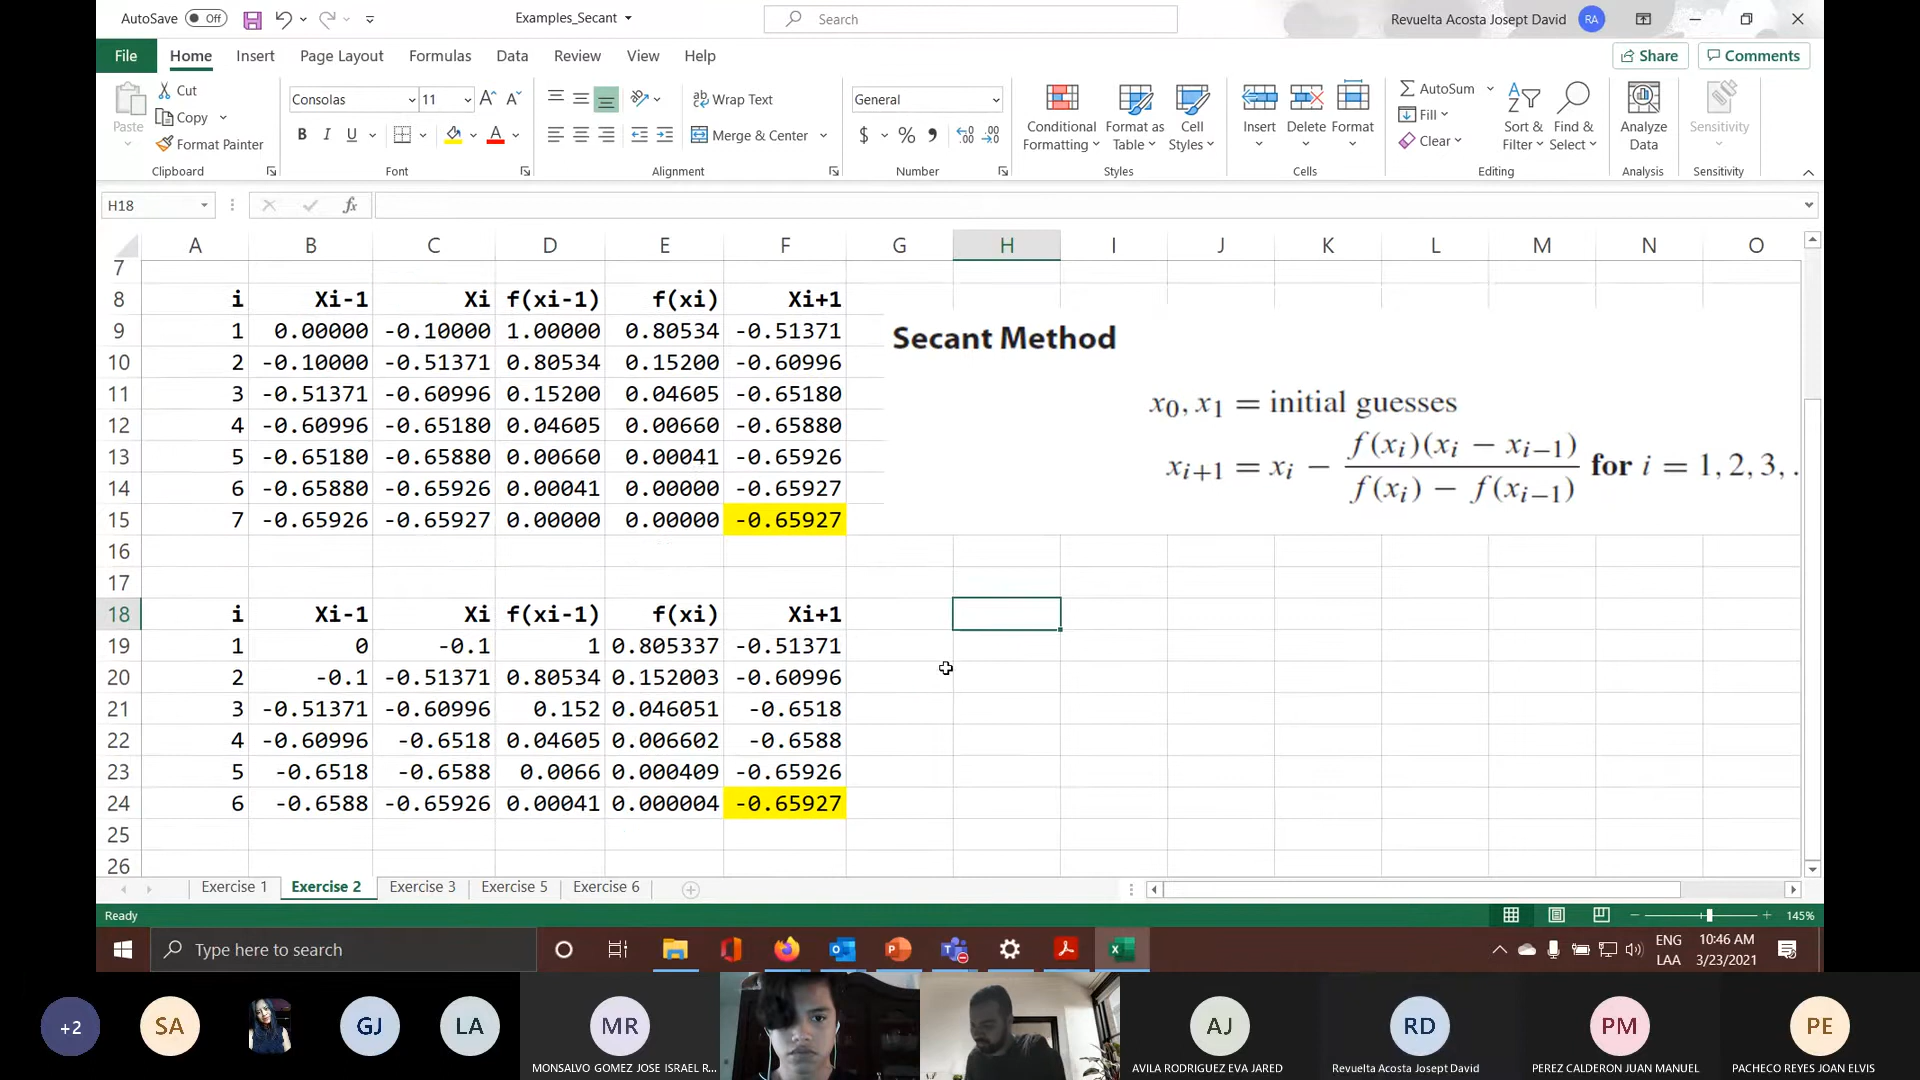 AutoSave Off Examples_Secant Search Revuelta Acosta Josept David RA
File Home Insert Page Layout Formulas Data Review View Help Share Comments
Paste Cut Copy Format Painter
Consolas 11
B I U A
Wrap Text
Merge & Center
General
$ % 9
Conditional Formatting Format as Table Cell Styles
Insert Delete Format
AutoSum Fill Clear
Sort & Filter Find & Select
Analyze Data
Sensitivity
Clipboard Font Alignment Number Styles Cells Editing Analysis Sensitivity
H18 fx
A B C D E F G H I J K L M N O
7
8 i Xi-1 Xi f(xi-1) f(xi) Xi+1
9 1 0.00000 -0.10000 1.00000 0.80534 -0.51371
10 2 -0.10000 -0.51371 0.80534 0.15200 -0.60996
11 3 -0.51371 -0.60996 0.15200 0.04605 -0.65180
12 4 -0.60996 -0.65180 0.04605 0.00660 -0.65880
13 5 -0.65180 -0.65880 0.00660 0.00041 -0.65926
14 6 -0.65880 -0.65926 0.00041 0.00000 -0.65927
15 7 -0.65926 -0.65927 0.00000 0.00000 -0.65927
Secant Method
x₀, x₁ = initial guesses
xᵢ₊₁ = xᵢ − f(xᵢ)(xᵢ − xᵢ₋₁) / f(xᵢ) − f(xᵢ₋₁) for i = 1, 2, 3, .
16
17
18 i Xi-1 Xi f(xi-1) f(xi) Xi+1
19 1 0 -0.1 1 0.805337 -0.51371
20 2 -0.1 -0.51371 0.80534 0.152003 -0.60996
21 3 -0.51371 -0.60996 0.152 0.046051 -0.6518
22 4 -0.60996 -0.6518 0.04605 0.006602 -0.6588
23 5 -0.6518 -0.6588 0.0066 0.000409 -0.65926
24 6 -0.6588 -0.65926 0.00041 0.000004 -0.65927
25
26
Exercise 1 Exercise 2 Exercise 3 Exercise 5 Exercise 6
Ready 145%
Type here to search ENG 10:46 AM
LAA 3/23/2021
+2 SA GJ LA MR AJ RD PM PE
MONSALVO GOMEZ JOSE ISRAEL R... AVILA RODRIGUEZ EVA JARED Revuelta Acosta Josept David PEREZ CALDERON JUAN MANUEL PACHECO REYES JOAN ELVIS